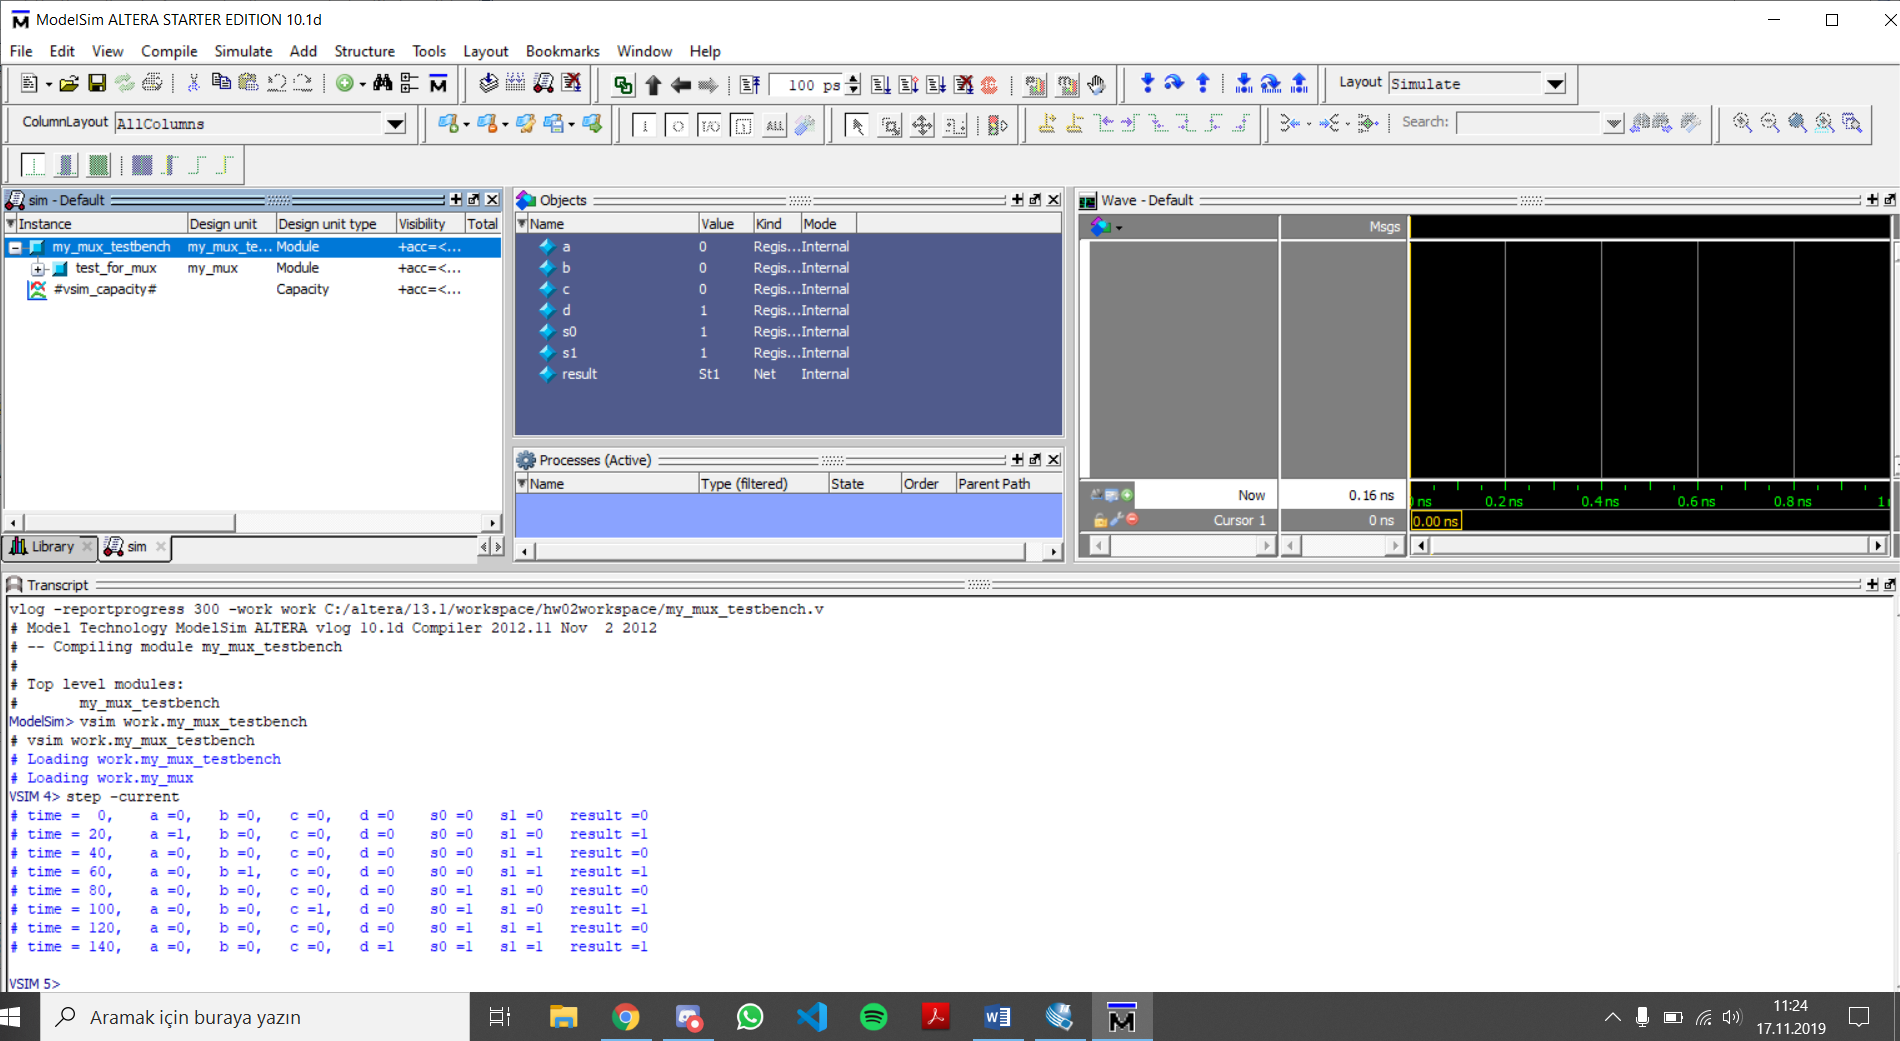 ModelSim ALTERA STARTER EDITION 10.1d
File Edit View Compile Simulate Add Structure Tools Layout Bookmarks Window Help
100 ps Layout Simulate
ColumnLayout AllColumns Search:
sim - Default
Instance Design unit Design unit type Visibility Total
my_mux_testbench my_mux_te... Module +acc=<...
test_for_mux my_mux Module +acc=<...
#vsim_capacity# Capacity +acc=<...
Library sim
Objects
Name Value Kind Mode
a 0 Regis... Internal
b 0 Regis... Internal
c 0 Regis... Internal
d 1 Regis... Internal
s0 1 Regis... Internal
s1 1 Regis... Internal
result St1 Net Internal
Processes (Active)
Name Type (filtered) State Order Parent Path
Wave - Default
Msgs
Now 0.16 ns ns 0.2 ns 0.4 ns 0.6 ns 0.8 ns 1
Cursor 1 0 ns 0.00 ns
Transcript
vlog -reportprogress 300 -work work C:/altera/13.1/workspace/hw02workspace/my_mux_testbench.v
# Model Technology ModelSim ALTERA vlog 10.1d Compiler 2012.11 Nov  2 2012
# -- Compiling module my_mux_testbench
#
# Top level modules:
#       my_mux_testbench
ModelSim> vsim work.my_mux_testbench
# vsim work.my_mux_testbench
# Loading work.my_mux_testbench
# Loading work.my_mux
VSIM 4> step -current
# time =  0,    a =0,   b =0,   c =0,   d =0    s0 =0   s1 =0   result =0
# time = 20,    a =1,   b =0,   c =0,   d =0    s0 =0   s1 =0   result =1
# time = 40,    a =0,   b =0,   c =0,   d =0    s0 =0   s1 =1   result =0
# time = 60,    a =0,   b =1,   c =0,   d =0    s0 =0   s1 =1   result =1
# time = 80,    a =0,   b =0,   c =0,   d =0    s0 =1   s1 =0   result =0
# time = 100,   a =0,   b =0,   c =1,   d =0    s0 =1   s1 =0   result =1
# time = 120,   a =0,   b =0,   c =0,   d =0    s0 =1   s1 =1   result =0
# time = 140,   a =0,   b =0,   c =0,   d =1    s0 =1   s1 =1   result =1
VSIM 5>
Aramak için buraya yazın
11:24
17.11.2019